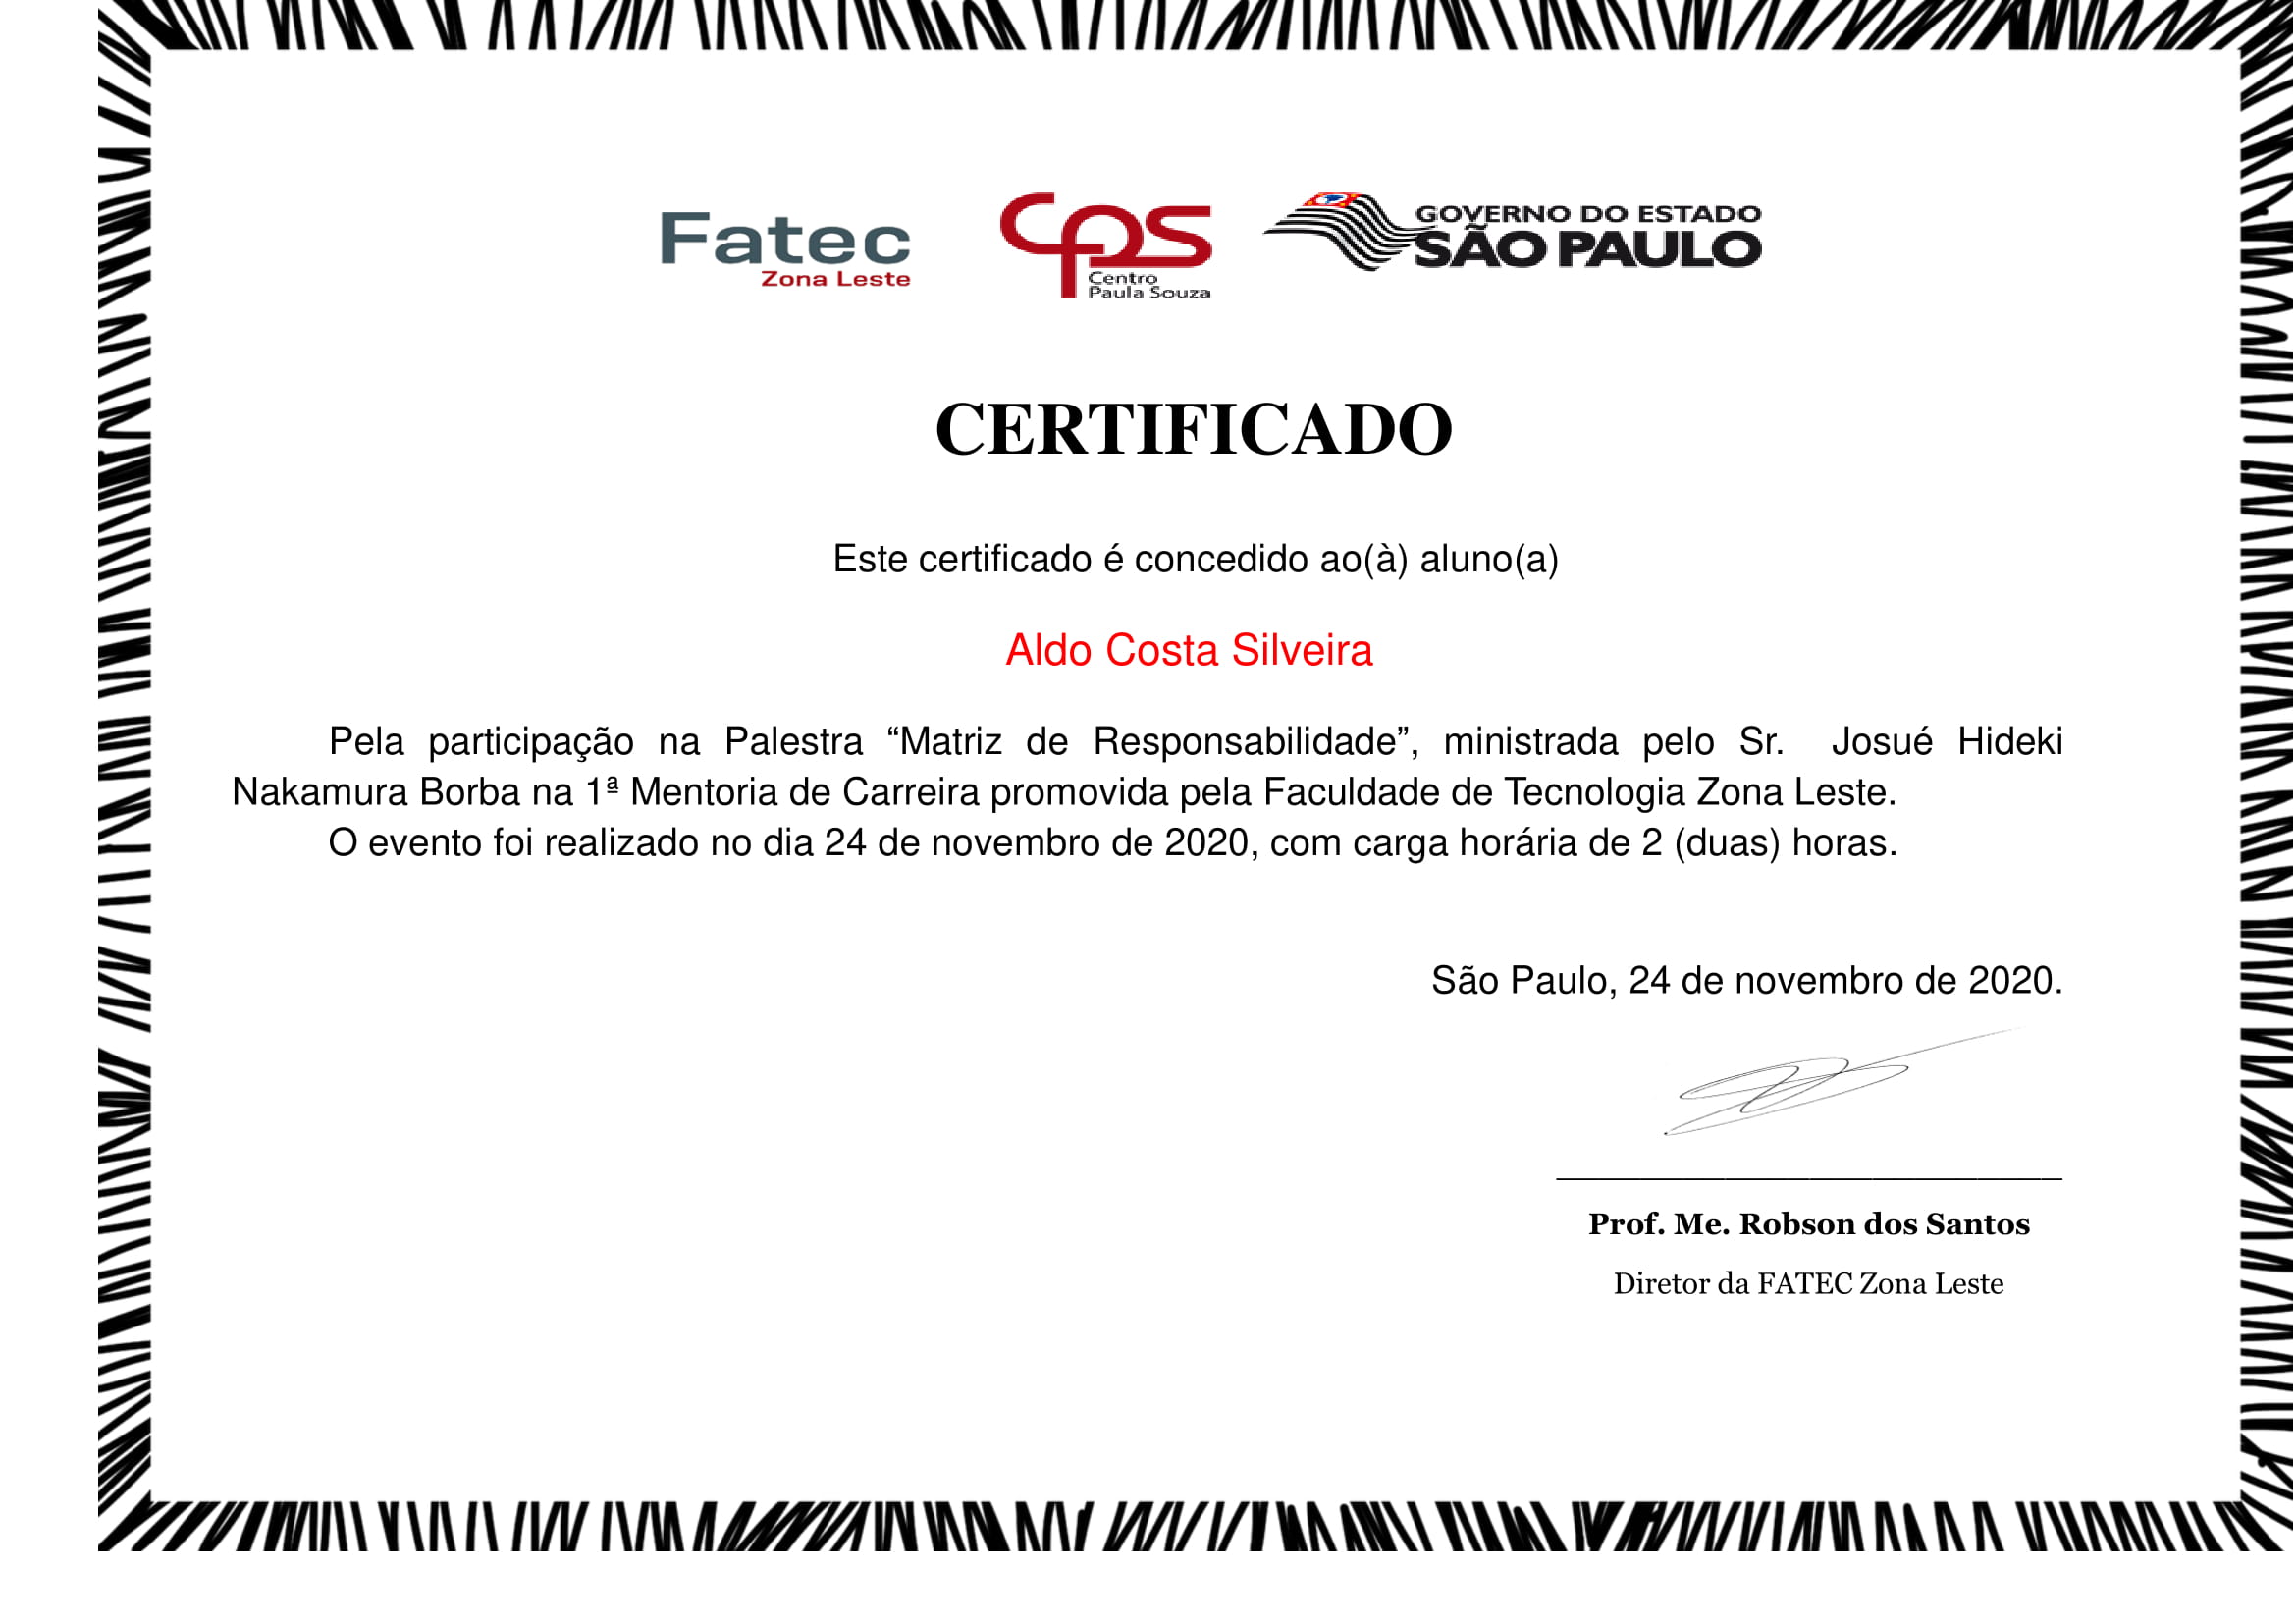 Fatec
Zona Leste
cps
Centro
Paula Souza
GOVERNO DO ESTADO
SÃO PAULO
CERTIFICADO
Este certificado é concedido ao(à) aluno(a)
Aldo Costa Silveira
Pela participação na Palestra “Matriz de Responsabilidade”, ministrada pelo Sr. Josué Hideki
Nakamura Borba na 1ª Mentoria de Carreira promovida pela Faculdade de Tecnologia Zona Leste.
O evento foi realizado no dia 24 de novembro de 2020, com carga horária de 2 (duas) horas.
São Paulo, 24 de novembro de 2020.
Prof. Me. Robson dos Santos
Diretor da FATEC Zona Leste